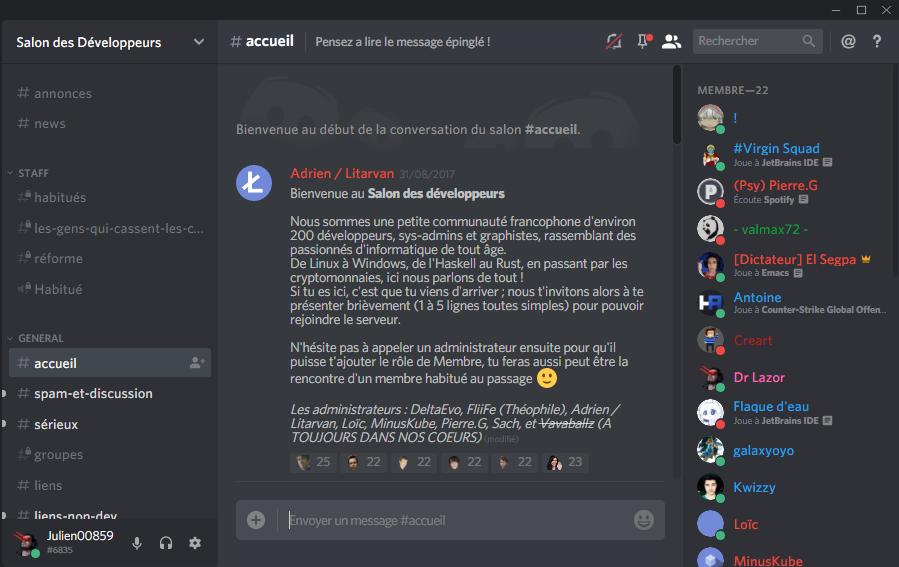 Salon des Développeurs
# accueil
Pensez a lire le message épinglé !
Rechercher
@
?
# annonces
# news
STAFF
# habitués
# les-gens-qui-cassent-les-c...
# réforme
Habitué
GENERAL
# accueil
# spam-et-discussion
# sérieux
# groupes
# liens
# liens-non-dev
Julien00859
#6835
Bienvenue au début de la conversation du salon #accueil.
Adrien / Litarvan 31/08/2017
Bienvenue au Salon des développeurs
Nous sommes une petite communauté francophone d'environ
200 développeurs, sys-admins et graphistes, rassemblant des
passionnés d'informatique de tout âge.
De Linux à Windows, de l'Haskell au Rust, en passant par les
cryptomonnaies, ici nous parlons de tout !
Si tu es ici, c'est que tu viens d'arriver ; nous t'invitons alors à te
présenter brièvement (1 à 5 lignes toutes simples) pour pouvoir
rejoindre le serveur.
N'hésite pas à appeler un administrateur ensuite pour qu'il
puisse t'ajouter le rôle de Membre, tu feras aussi peut être la
rencontre d'un membre habitué au passage 🙂
Les administrateurs : DeltaEvo, FliiFe (Théophile), Adrien /
Litarvan, Loïc, MinusKube, Pierre.G, Sach, et Vavaballz (A
TOUJOURS DANS NOS COEURS) (modifié)
25 22 22 22 22 23
Envoyer un message #accueil
MEMBRE—22
!
#Virgin Squad
Joue à JetBrains IDE
(Psy) Pierre.G
Écoute Spotify
- valmax72 -
[Dictateur] El Segpa
Joue à Emacs
Antoine
Joue à Counter-Strike Global Offen...
Creart
Dr Lazor
Flaque d'eau
Joue à JetBrains IDE
galaxyoyo
Kwizzy
Loïc
MinusKube